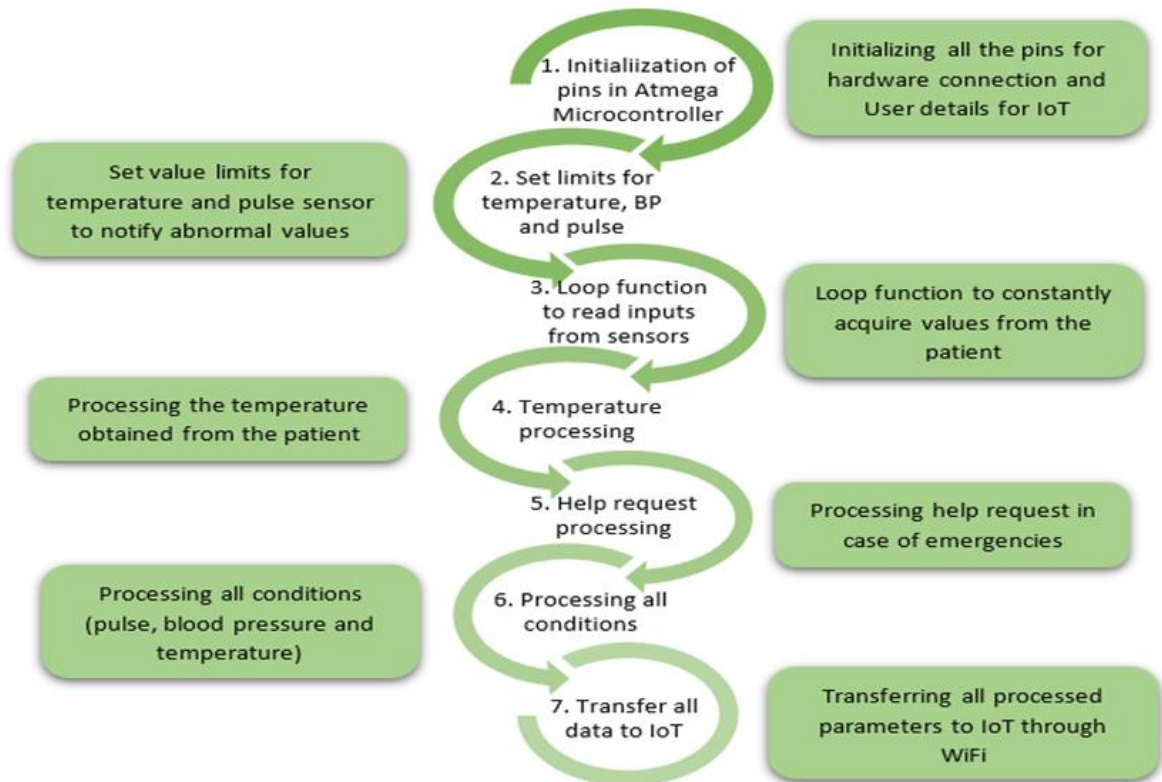 1. Initialiization of
pins in Atmega
Microcontroller
Initializing all the pins for
hardware connection and
User details for IoT
Set value limits for
temperature and pulse sensor
to notify abnormal values
2. Set limits for
temperature, BP
and pulse
3. Loop function
to read inputs
from sensors
Loop function to constantly
acquire values from the
patient
Processing the temperature
obtained from the patient
4. Temperature
processing
5. Help request
processing
Processing help request in
case of emergencies
Processing all conditions
(pulse, blood pressure and
temperature)
6. Processing all
conditions
7. Transfer all
data to IoT
Transferring all processed
parameters to IoT through
WiFi